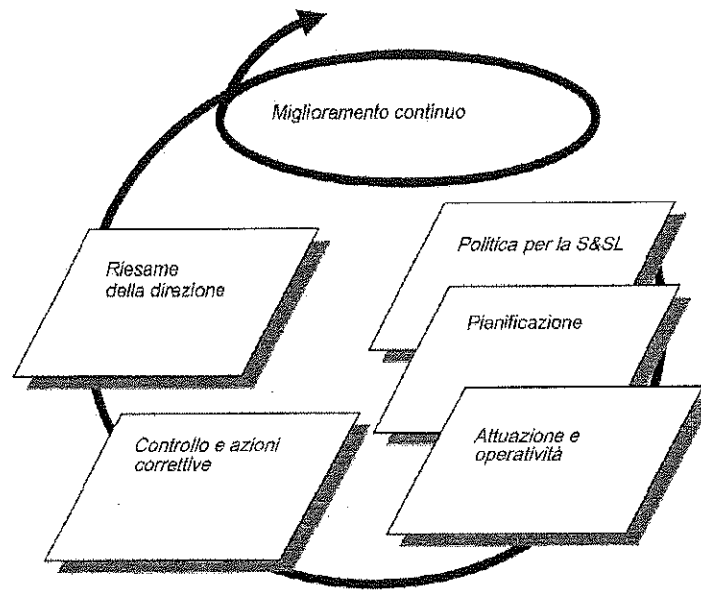 Miglioramento continuo
Politica per la S&SL
Riesame
della direzione
Pianificazione
Controllo e azioni
correttive
Attuazione e
operatività